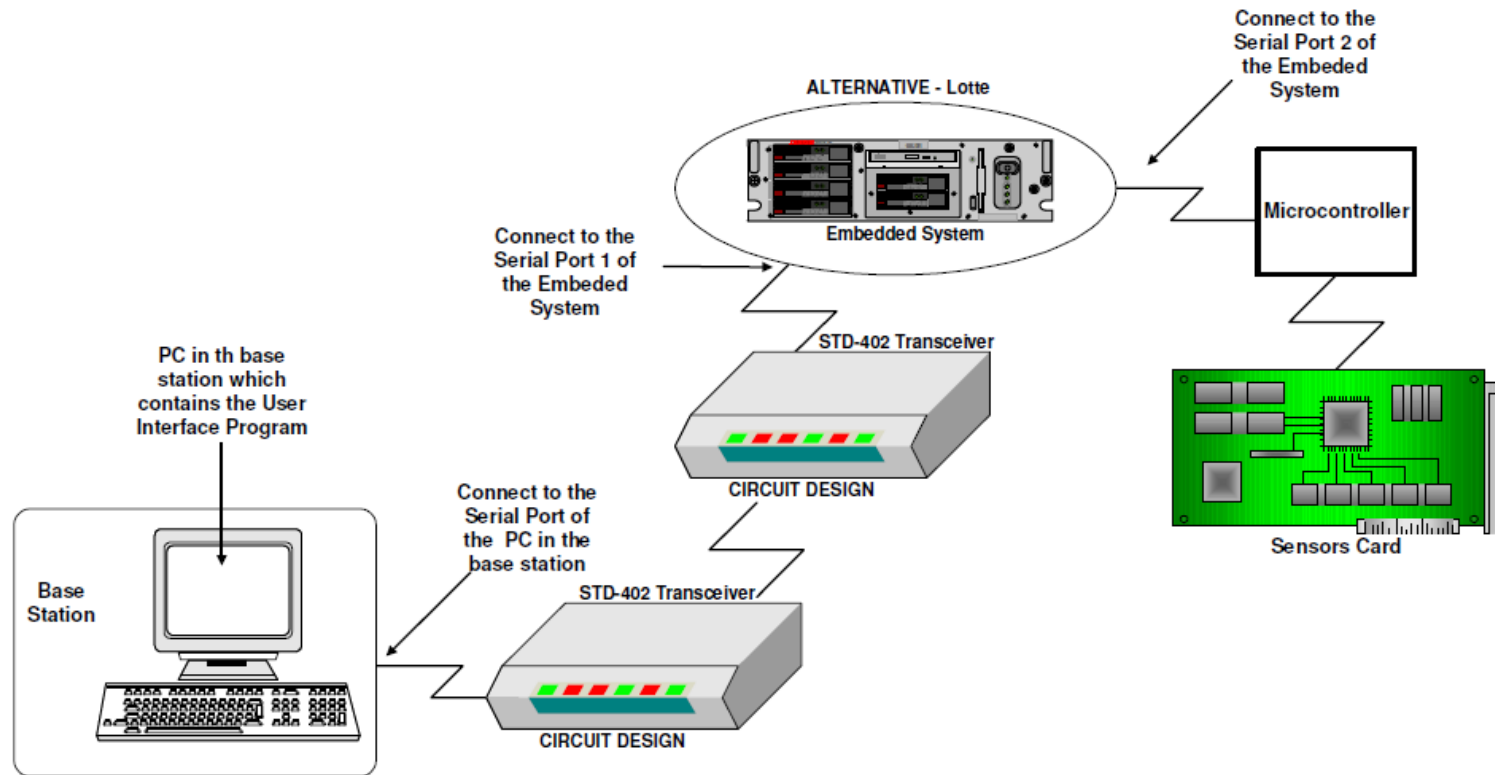 Connect to the
Serial Port 2 of
the Embeded
System
ALTERNATIVE - Lotte
Embedded System
Microcontroller
Connect to the
Serial Port 1 of
the Embeded
System
STD-402 Transceiver
CIRCUIT DESIGN
Sensors Card
PC in th base
station which
contains the User
Interface Program
Connect to the
Serial Port of
the PC in the
base station
Base
Station
STD-402 Transceiver
CIRCUIT DESIGN